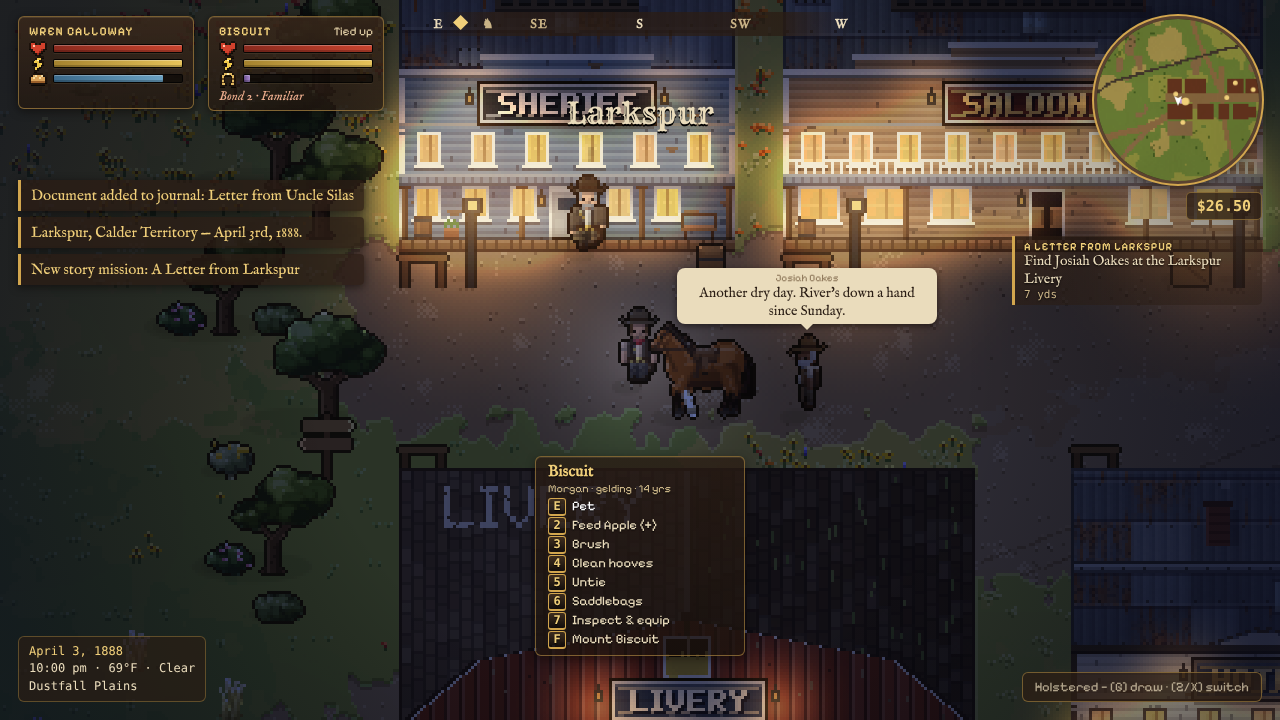 WREN CALLOWAY
BISCUIT
Tied up
Bond 2 · Familiar
E
SE
S
SW
W
SHERIFF
Larkspur
SALOON
$26.50
A LETTER FROM LARKSPUR
Find Josiah Oakes at the Larkspur
Livery
7 yds
Document added to journal: Letter from Uncle Silas
Larkspur, Calder Territory — April 3rd, 1888.
New story mission: A Letter from Larkspur
Josiah Oakes
Another dry day. River's down a hand
since Sunday.
LIV
Biscuit
Morgan · gelding · 14 yrs
E Pet
2 Feed Apple (+)
3 Brush
4 Clean hooves
5 Untie
6 Saddlebags
7 Inspect & equip
F Mount Biscuit
LIVERY
April 3, 1888
10:00 pm · 69°F · Clear
Dustfall Plains
Holstered - (G) draw · (Z/X) switch